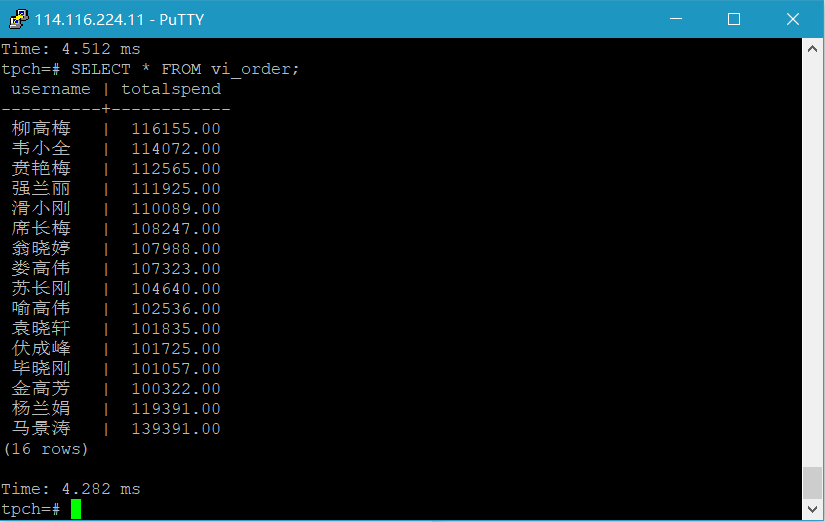 114.116.224.11 - PuTTY
Time: 4.512 ms
tpch=# SELECT * FROM vi_order;
 username | totalspend
----------+------------
 柳高梅   |  116155.00
 韦小全   |  114072.00
 贲艳梅   |  112565.00
 强兰丽   |  111925.00
 滑小刚   |  110089.00
 席长梅   |  108247.00
 翁晓婷   |  107988.00
 娄高伟   |  107323.00
 苏长刚   |  104640.00
 喻高伟   |  102536.00
 袁晓轩   |  101835.00
 伏成峰   |  101725.00
 毕晓刚   |  101057.00
 金高芳   |  100322.00
 杨兰娟   |  119391.00
 马景涛   |  139391.00
(16 rows)
Time: 4.282 ms
tpch=#